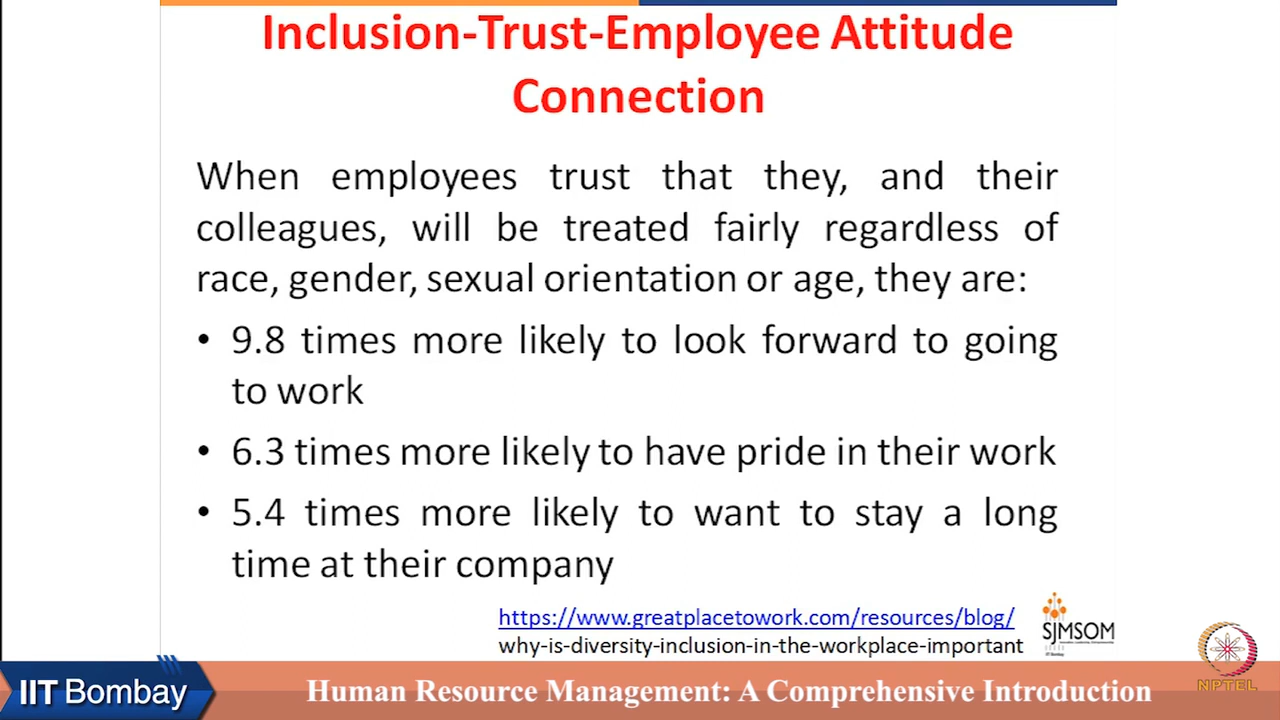 Inclusion-Trust-Employee Attitude
Connection
When employees trust that they, and their
colleagues, will be treated fairly regardless of
race, gender, sexual orientation or age, they are:
• 9.8 times more likely to look forward to going
to work
• 6.3 times more likely to have pride in their work
• 5.4 times more likely to want to stay a long
time at their company
https://www.greatplacetowork.com/resources/blog/
why-is-diversity-inclusion-in-the-workplace-important
SJMSOM
IIT Bombay
Human Resource Management: A Comprehensive Introduction
NPTEL